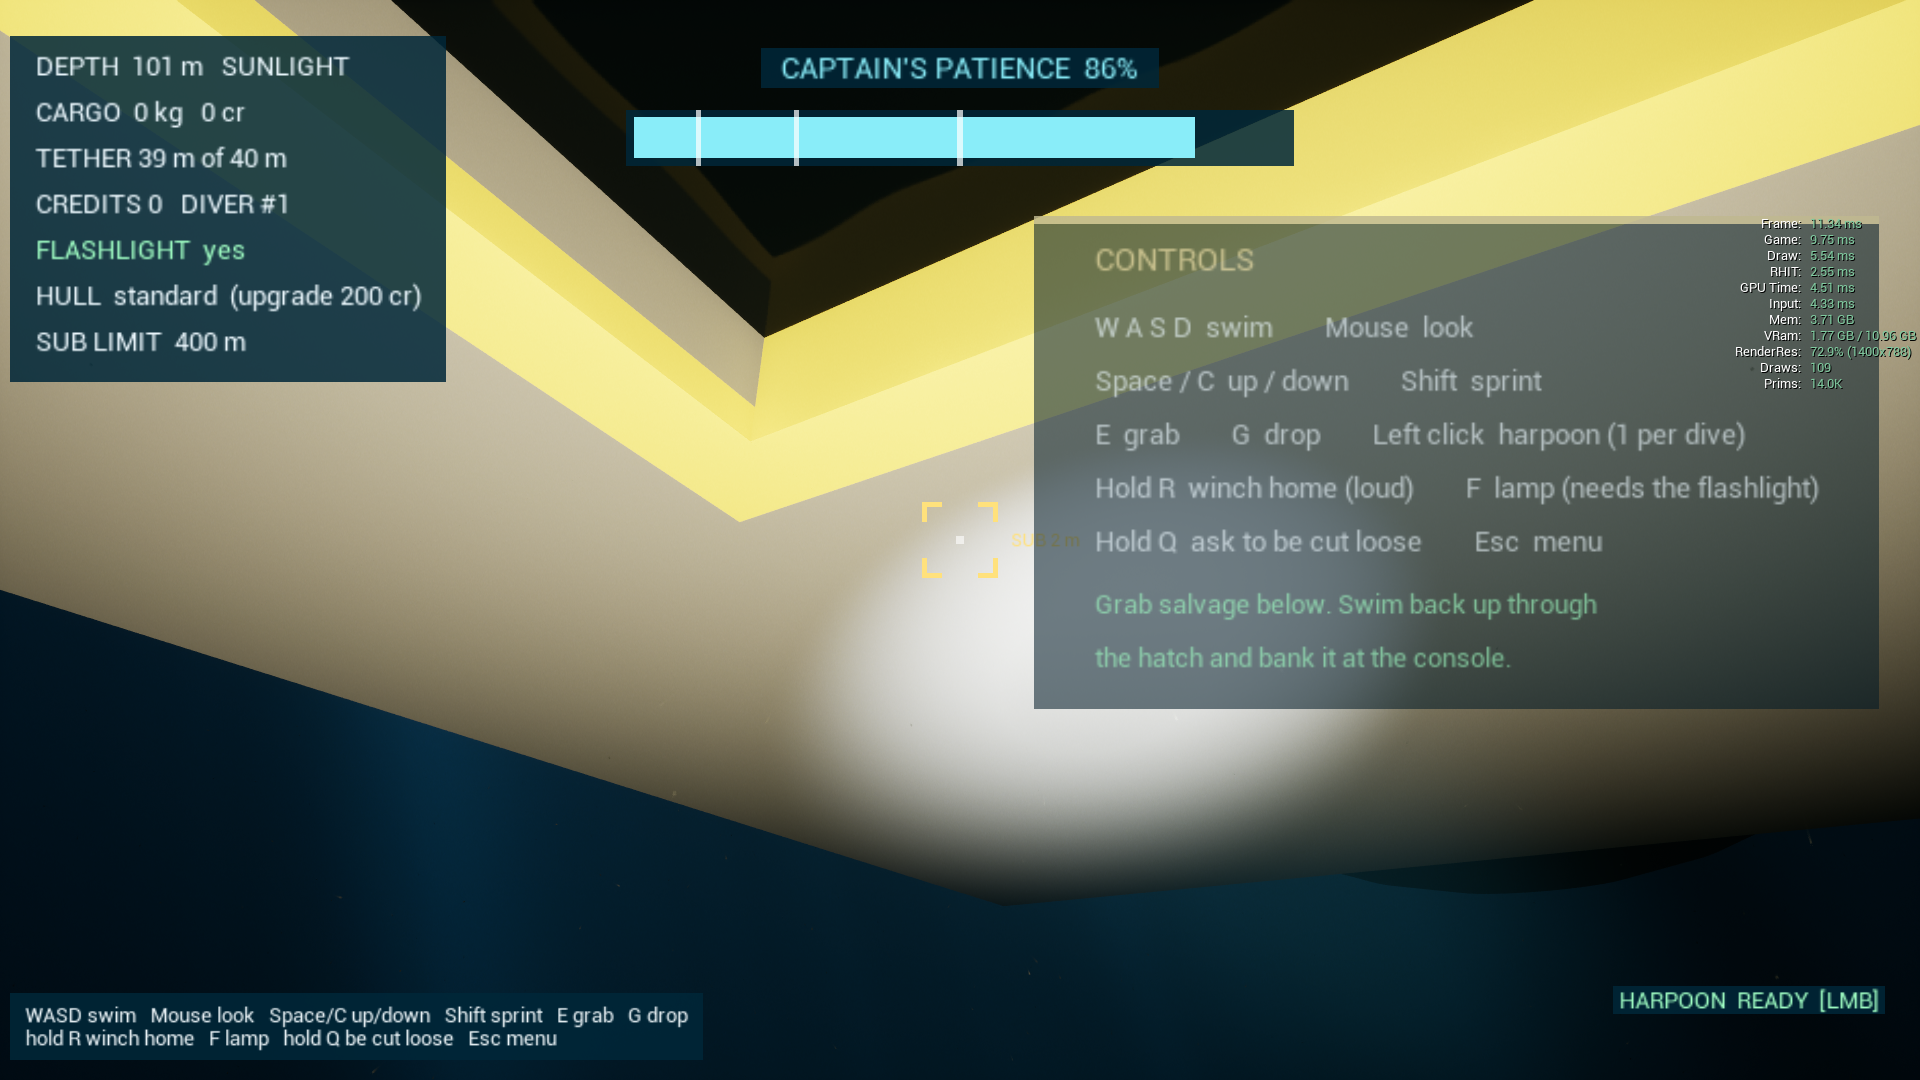 DEPTH 101 m SUNLIGHT
CARGO 0 kg 0 cr
TETHER 39 m of 40 m
CREDITS 0 DIVER #1
FLASHLIGHT yes
HULL standard (upgrade 200 cr)
SUB LIMIT 400 m
CAPTAIN'S PATIENCE 86%
CONTROLS
W A S D swim Mouse look
Space / C up / down Shift sprint
E grab G drop Left click harpoon (1 per dive)
Hold R winch home (loud) F lamp (needs the flashlight)
Hold Q ask to be cut loose Esc menu
Grab salvage below. Swim back up through
the hatch and bank it at the console.
Frame: 11.34 ms
Game: 9.75 ms
Draw: 5.54 ms
RHIT: 2.55 ms
GPU Time: 4.51 ms
Input: 4.33 ms
Mem: 3.71 GB
VRam: 1.77 GB / 10.96 GB
RenderRes: 72.9% (1400x788)
Draws: 109
Prims: 14.0K
SUB 2 m
WASD swim Mouse look Space/C up/down Shift sprint E grab G drop
hold R winch home F lamp hold Q be cut loose Esc menu
HARPOON READY [LMB]